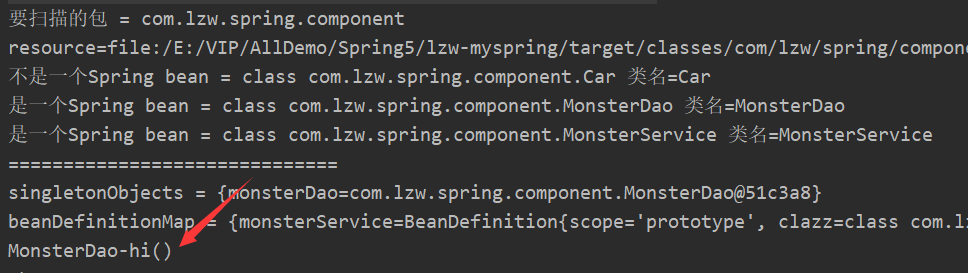 要扫描的包 = com.lzw.spring.component
resource=file:/E:/VIP/AllDemo/Spring5/lzw-myspring/target/classes/com/lzw/spring/compone
不是一个Spring bean = class com.lzw.spring.component.Car 类名=Car
是一个Spring bean = class com.lzw.spring.component.MonsterDao 类名=MonsterDao
是一个Spring bean = class com.lzw.spring.component.MonsterService 类名=MonsterService
==============================
singletonObjects = {monsterDao=com.lzw.spring.component.MonsterDao@51c3a8}
beanDefinitionMap = {monsterService=BeanDefinition{scope='prototype', clazz=class com.lz
MonsterDao-hi()